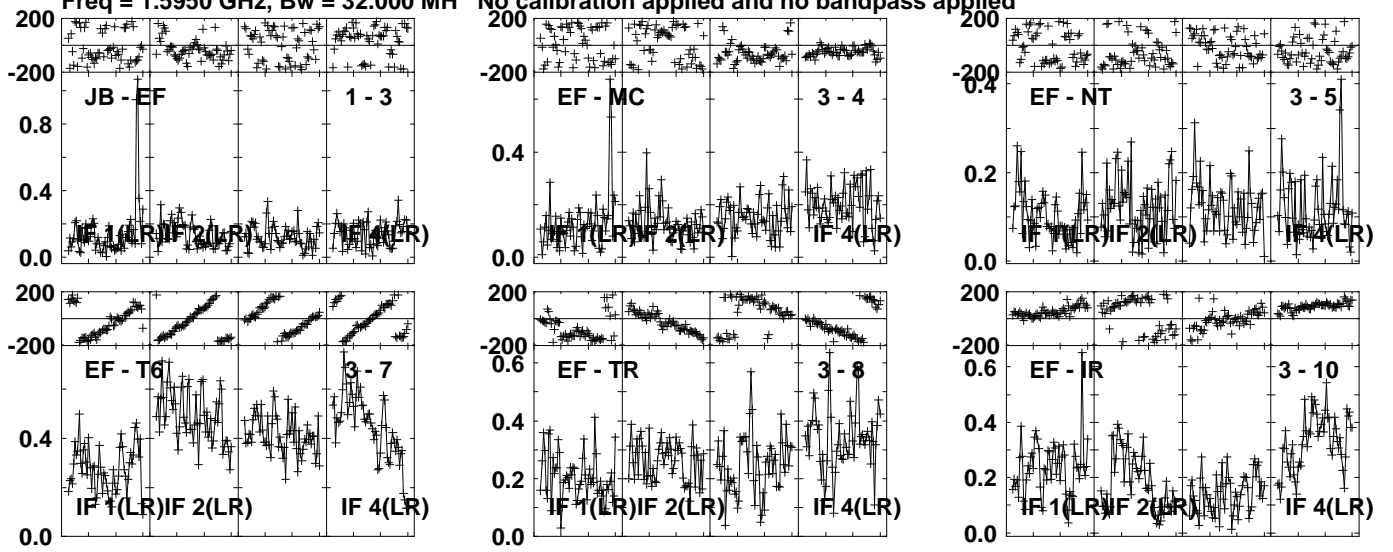 Freq = 1.5950 GHz, Bw = 32.000 MH No calibration applied and no bandpass applied
200
-200
JB - EF 1 - 3
0.8
0.4
0.0
IF 1(LR) IF 2(LR) IF 4(LR)
EF - MC 3 - 4
0.4
0.0
IF 1(LR) IF 2(LR) IF 4(LR)
200
-200
0.4
EF - NT 3 - 5
0.2
0.0
IF 1(LR) IF 2(LR) IF 4(LR)
200
-200
EF - T6 3 - 7
0.4
0.0
IF 1(LR) IF 2(LR) IF 4(LR)
0.6
EF - TR 3 - 8
0.4
0.2
0.0
IF 1(LR) IF 2(LR) IF 4(LR)
200
-200
0.6
EF - IR 3 - 10
0.4
0.2
0.0
IF 1(LR) IF 2(LR) IF 4(LR)